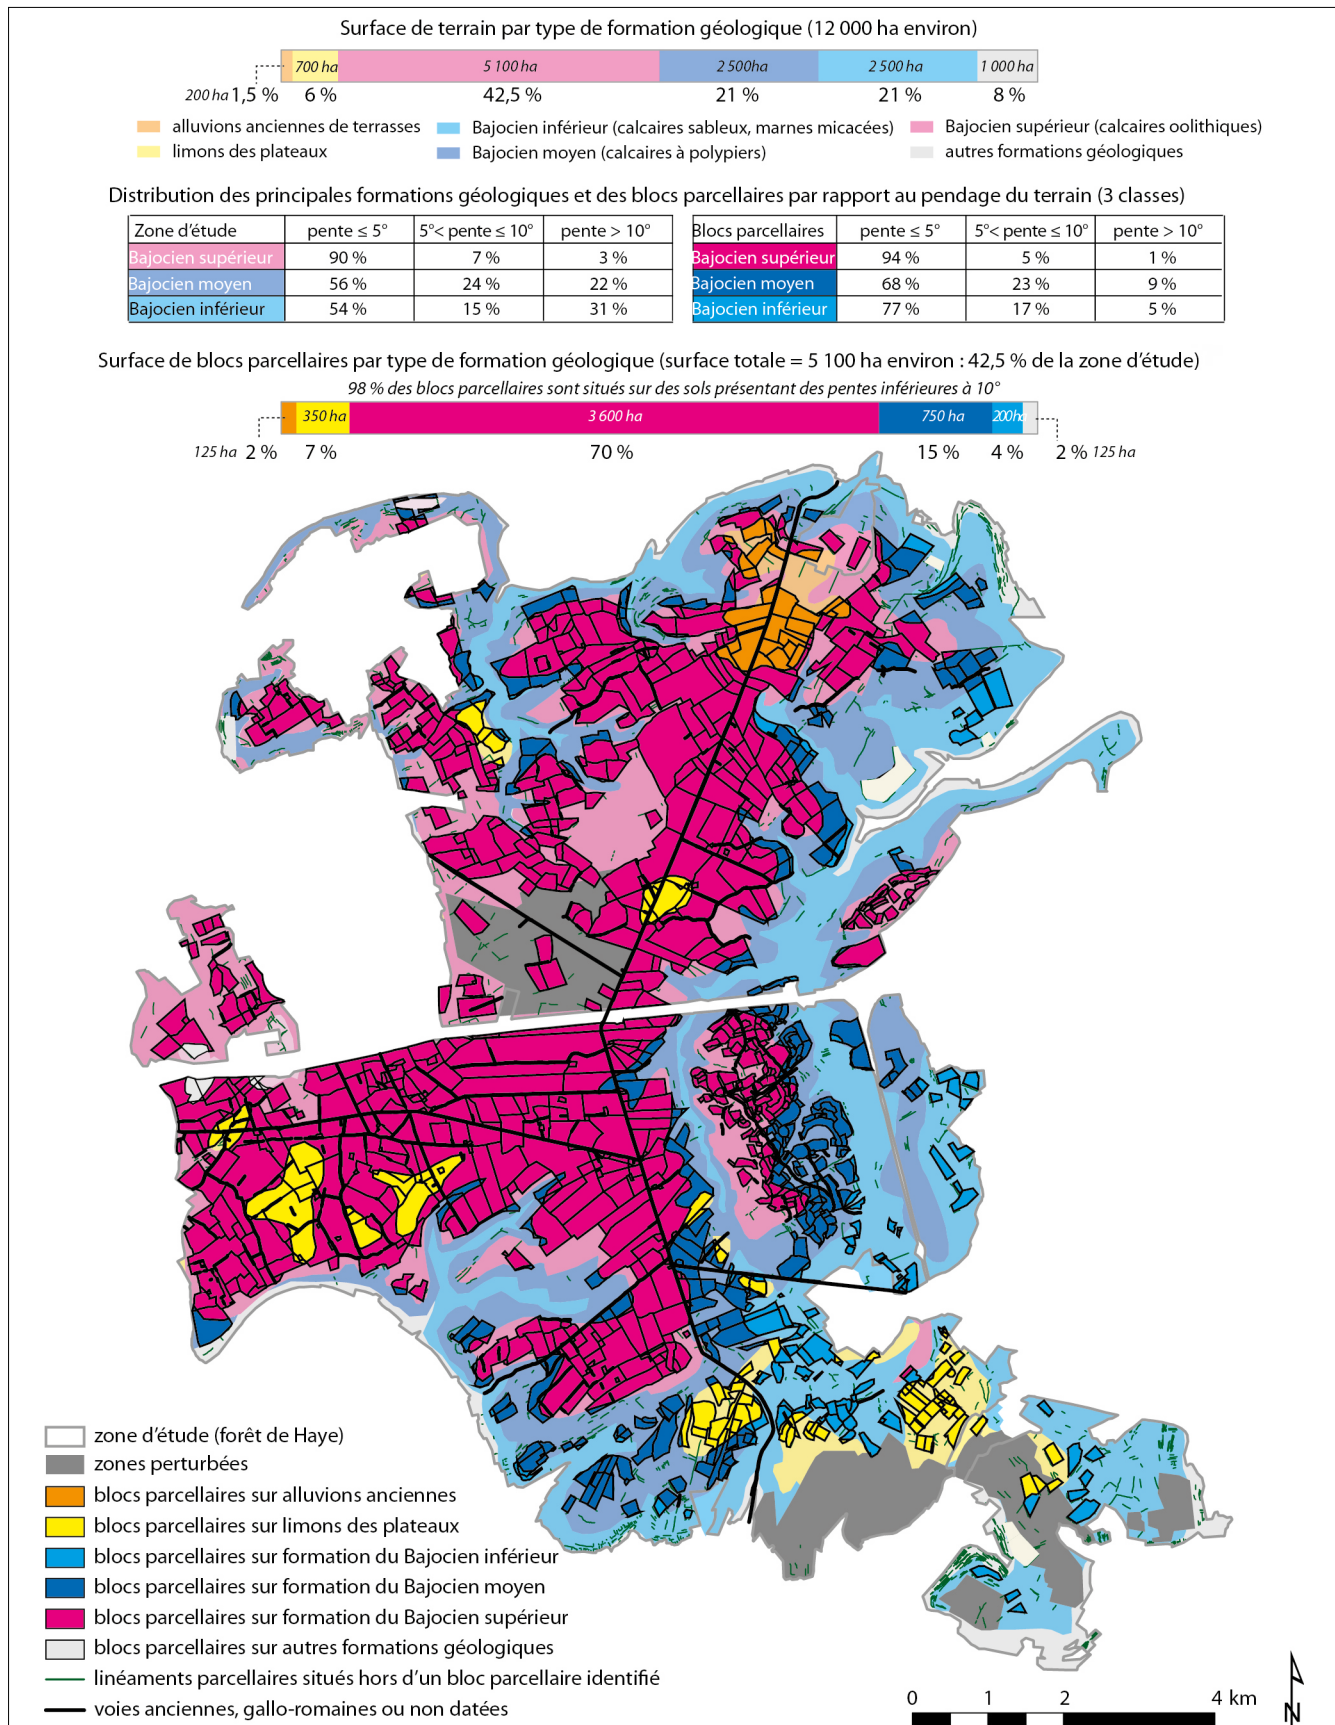 Surface de terrain par type de formation géologique (12 000 ha environ)
700 ha 5 100 ha 2 500ha 2 500 ha 1 000 ha
200 ha 1,5 % 6 % 42,5 % 21 % 21 % 8 %
alluvions anciennes de terrasses Bajocien inférieur (calcaires sableux, marnes micacées) Bajocien supérieur (calcaires oolithiques)
limons des plateaux Bajocien moyen (calcaires à polypiers) autres formations géologiques
Distribution des principales formations géologiques et des blocs parcellaires par rapport au pendage du terrain (3 classes)
Zone d'étude pente ≤ 5° 5°< pente ≤ 10° pente > 10° Blocs parcellaires pente ≤ 5° 5°< pente ≤ 10° pente > 10°
Bajocien supérieur 90 % 7 % 3 % Bajocien supérieur 94 % 5 % 1 %
Bajocien moyen 56 % 24 % 22 % Bajocien moyen 68 % 23 % 9 %
Bajocien inférieur 54 % 15 % 31 % Bajocien inférieur 77 % 17 % 5 %
Surface de blocs parcellaires par type de formation géologique (surface totale = 5 100 ha environ : 42,5 % de la zone d'étude)
98 % des blocs parcellaires sont situés sur des sols présentant des pentes inférieures à 10°
350 ha 3 600 ha 750 ha 200ha
125 ha 2 % 7 % 70 % 15 % 4 % 2 % 125 ha
zone d'étude (forêt de Haye)
zones perturbées
blocs parcellaires sur alluvions anciennes
blocs parcellaires sur limons des plateaux
blocs parcellaires sur formation du Bajocien inférieur
blocs parcellaires sur formation du Bajocien moyen
blocs parcellaires sur formation du Bajocien supérieur
blocs parcellaires sur autres formations géologiques
linéaments parcellaires situés hors d'un bloc parcellaire identifié
voies anciennes, gallo-romaines ou non datées
0 1 2 4 km
N